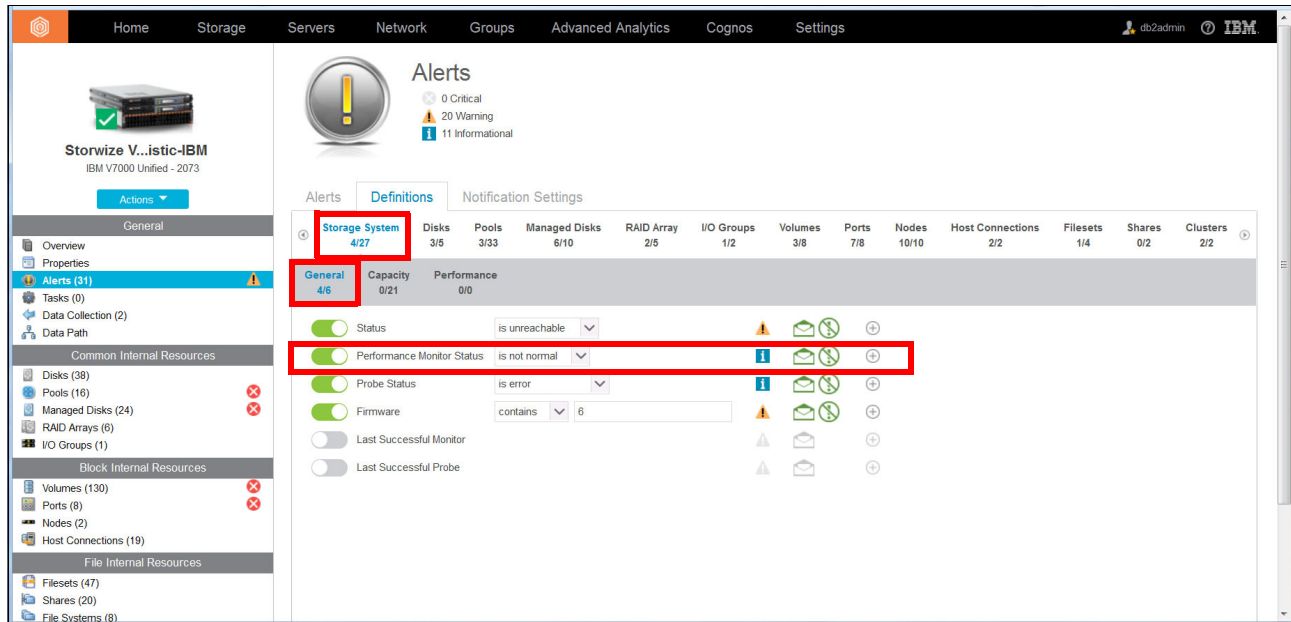 Home Storage Servers Network Groups Advanced Analytics Cognos Settings db2admin ? IBM.
Storwize V...istic-IBM
IBM V7000 Unified - 2073
Actions
General
Overview
Properties
Alerts (31)
Tasks (0)
Data Collection (2)
Data Path
Common Internal Resources
Disks (38)
Pools (16)
Managed Disks (24)
RAID Arrays (6)
I/O Groups (1)
Block Internal Resources
Volumes (130)
Ports (8)
Nodes (2)
Host Connections (19)
File Internal Resources
Filesets (47)
Shares (20)
File Systems (8)
Alerts
0 Critical
20 Warning
11 Informational
Alerts Definitions Notification Settings
Storage System Disks Pools Managed Disks RAID Array I/O Groups Volumes Ports Nodes Host Connections Filesets Shares Clusters
4/27 3/5 3/33 6/10 2/5 1/2 3/8 7/8 10/10 2/2 1/4 0/2 2/2
General Capacity Performance
4/6 0/21 0/0
Status is unreachable
Performance Monitor Status is not normal
Probe Status is error
Firmware contains 6
Last Successful Monitor
Last Successful Probe